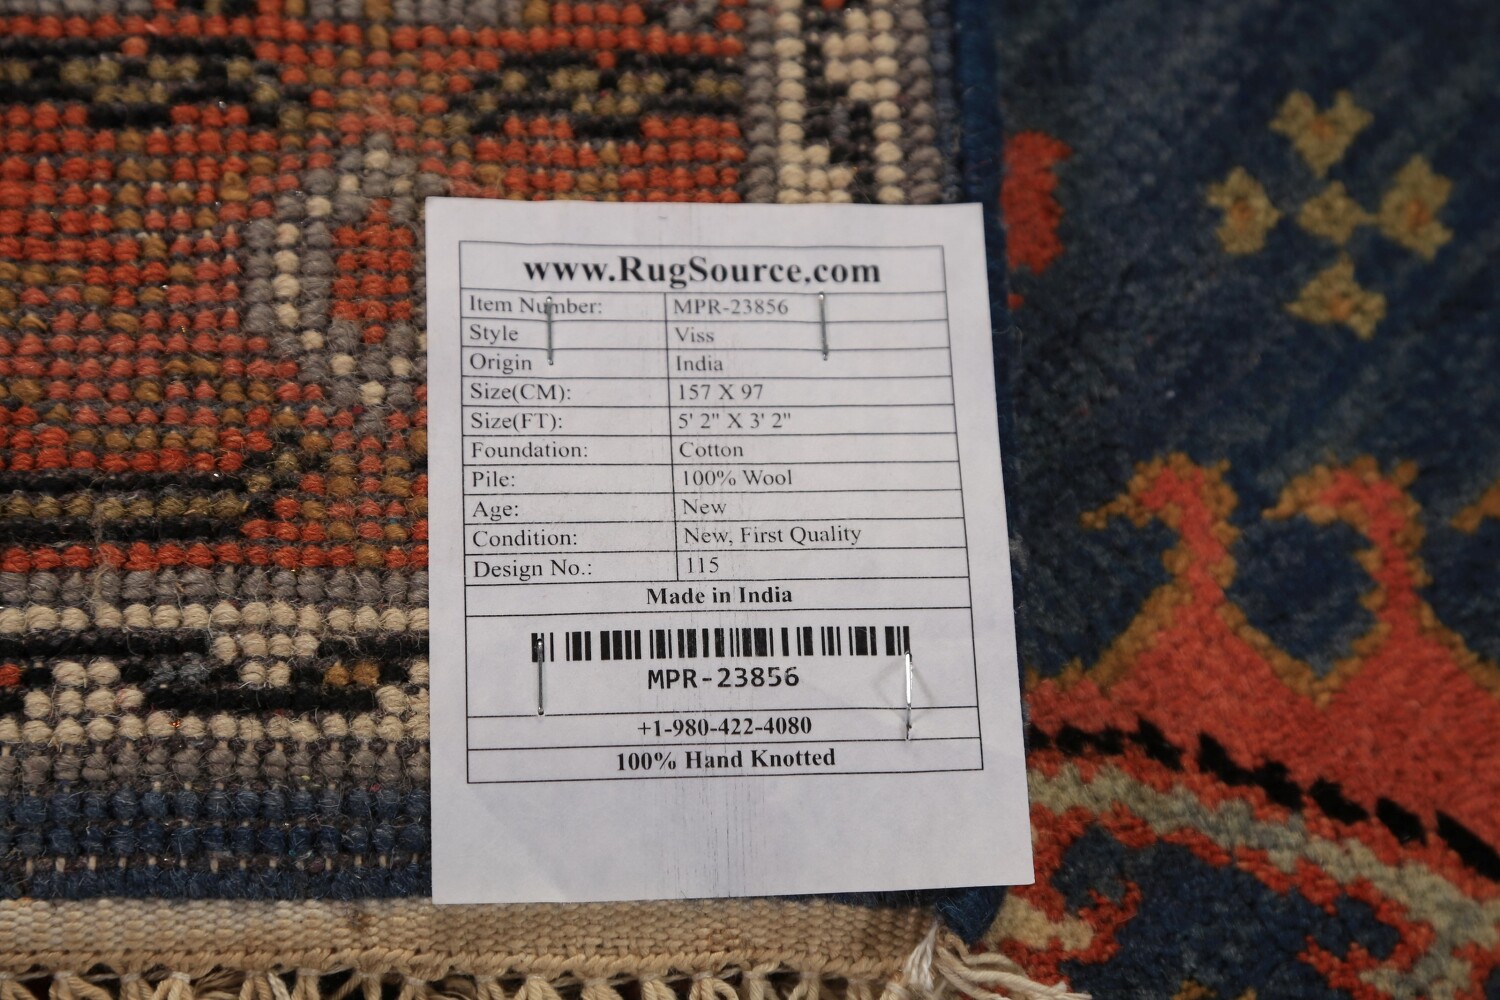 www.RugSource.com
Item Number: MPR-23856
Style Viss
Origin India
Size(CM): 157 X 97
Size(FT): 5' 2" X 3' 2"
Foundation: Cotton
Pile: 100% Wool
Age: New
Condition: New, First Quality
Design No.: 115
Made in India
MPR-23856
+1-980-422-4080
100% Hand Knotted